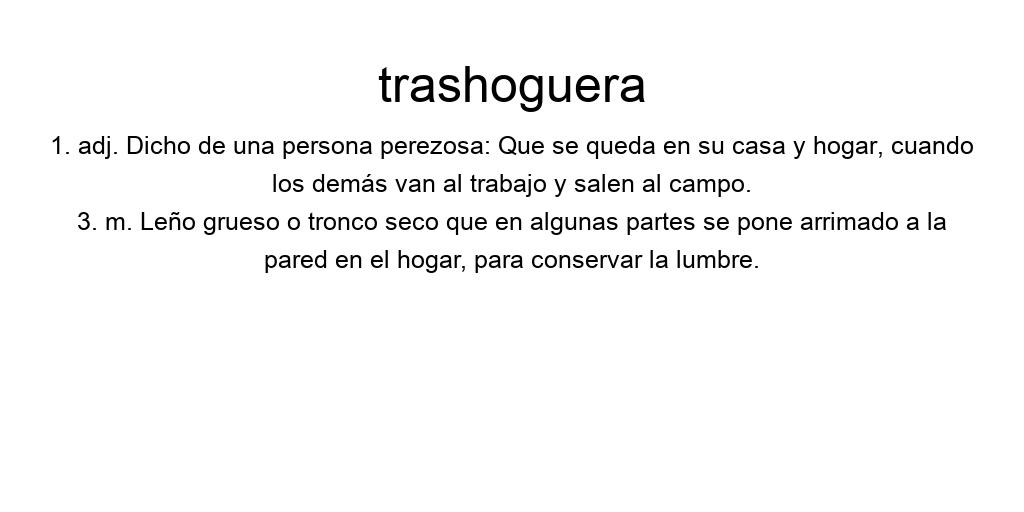 trashoguera
1. adj. Dicho de una persona perezosa: Que se queda en su casa y hogar, cuando
los demás van al trabajo y salen al campo.
3. m. Leño grueso o tronco seco que en algunas partes se pone arrimado a la
pared en el hogar, para conservar la lumbre.